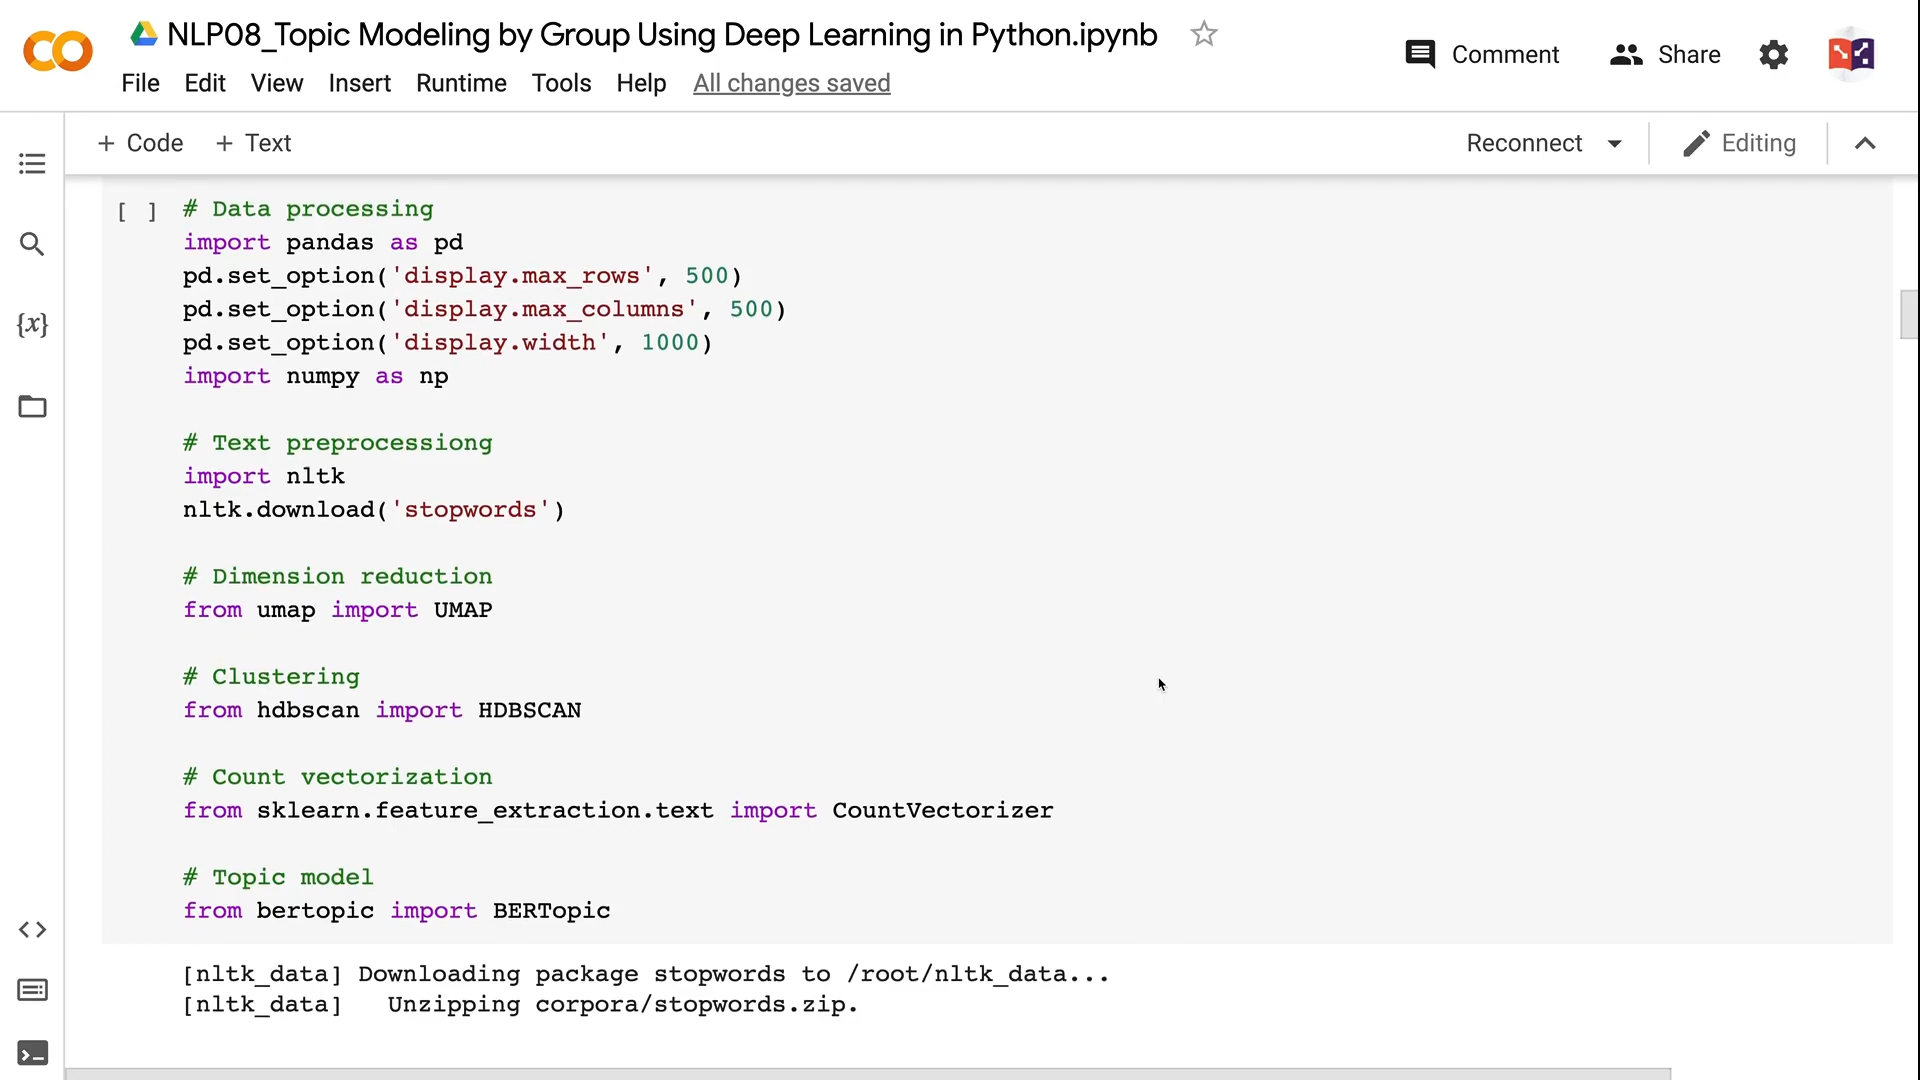 NLP08_Topic Modeling by Group Using Deep Learning in Python.ipynb
Comment
Share
File Edit View Insert Runtime Tools Help All changes saved
+ Code + Text
Reconnect
Editing
[ ] # Data processing
import pandas as pd
pd.set_option('display.max_rows', 500)
pd.set_option('display.max_columns', 500)
pd.set_option('display.width', 1000)
import numpy as np
# Text preprocessiong
import nltk
nltk.download('stopwords')
# Dimension reduction
from umap import UMAP
# Clustering
from hdbscan import HDBSCAN
# Count vectorization
from sklearn.feature_extraction.text import CountVectorizer
# Topic model
from bertopic import BERTopic
[nltk_data] Downloading package stopwords to /root/nltk_data...
[nltk_data]   Unzipping corpora/stopwords.zip.
{x}